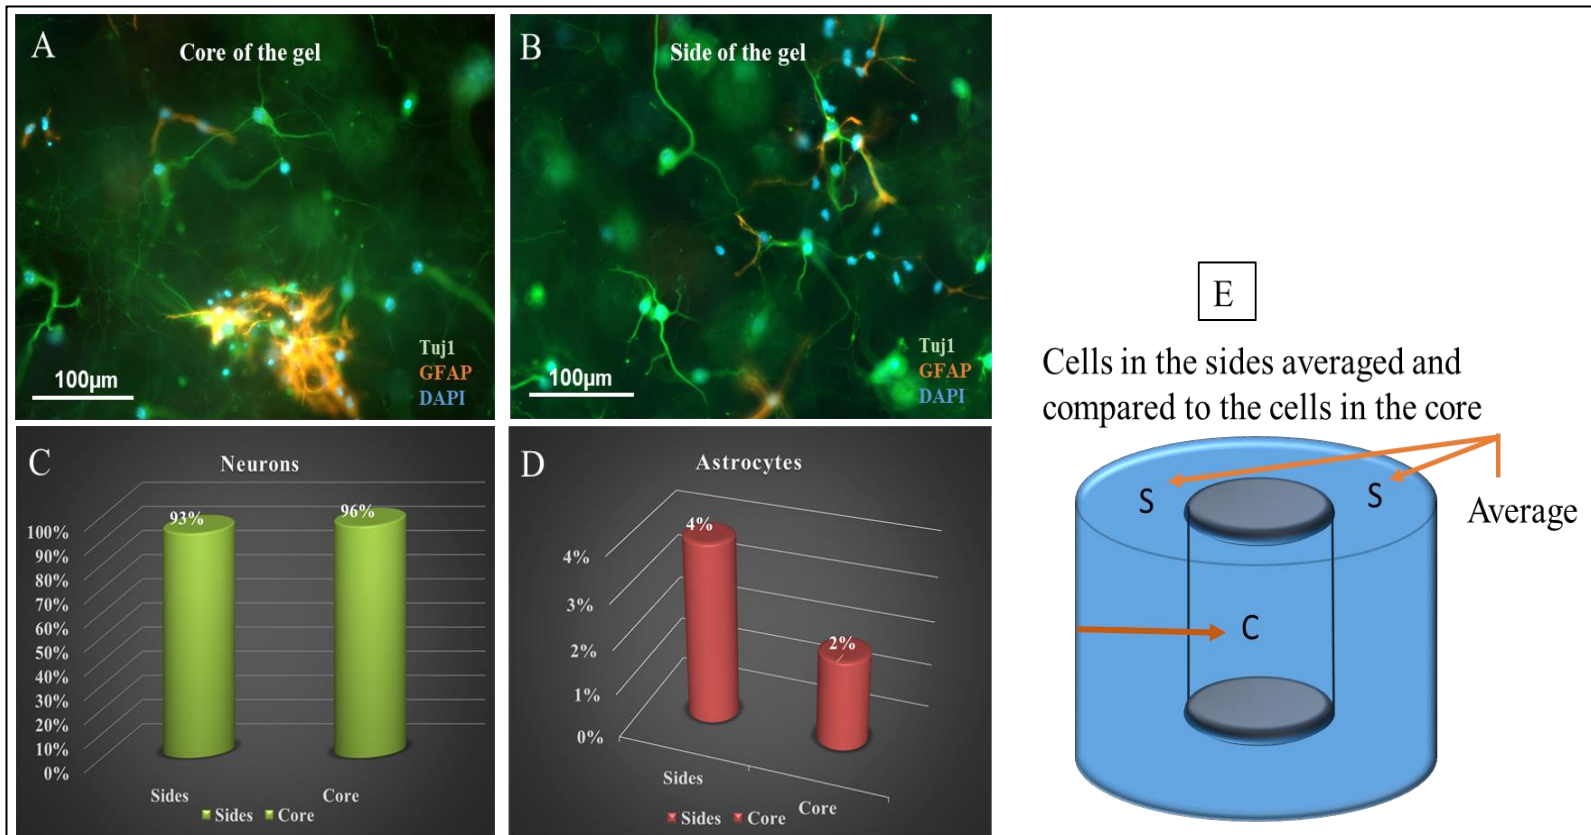 A
Core of the gel
Tuj1
GFAP
DAPI
100µm
B
Side of the gel
Tuj1
GFAP
DAPI
100µm
C
Neurons
93%
96%
100%
90%
80%
70%
60%
50%
40%
30%
20%
10%
0%
Sides
Core
Sides Core
D
Astrocytes
4%
2%
4%
3%
2%
1%
0%
Sides
Core
Sides Core
E
Cells in the sides averaged and
compared to the cells in the core
S
S
Average
C